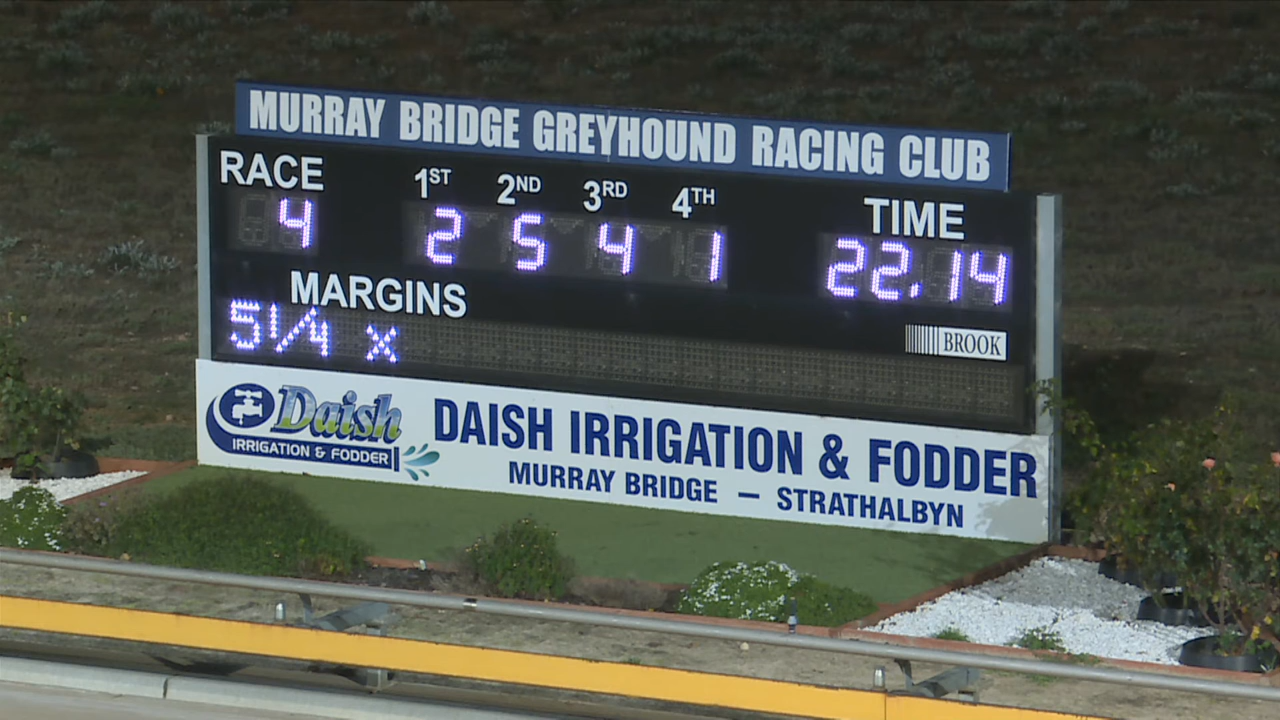 MURRAY BRIDGE GREYHOUND RACING CLUB
RACE 1ST 2ND 3RD 4TH TIME
4 2 5 4 1 22.14
MARGINS
5 1/4 x
BROOK
Daish
IRRIGATION & FODDER
DAISH IRRIGATION & FODDER
MURRAY BRIDGE – STRATHALBYN